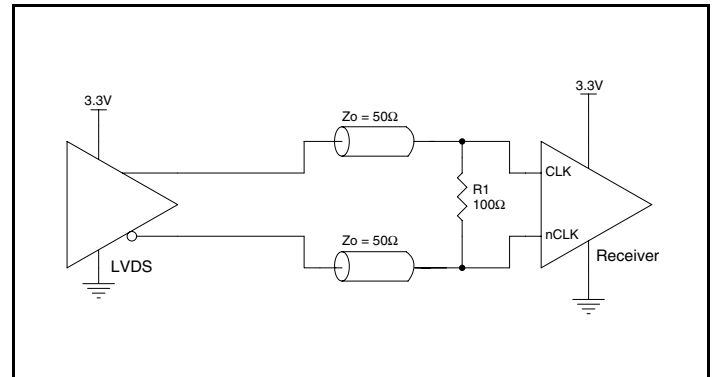 3.3V
3.3V
Zo = 50Ω
CLK
R1
100Ω
nCLK
Zo = 50Ω
Receiver
LVDS